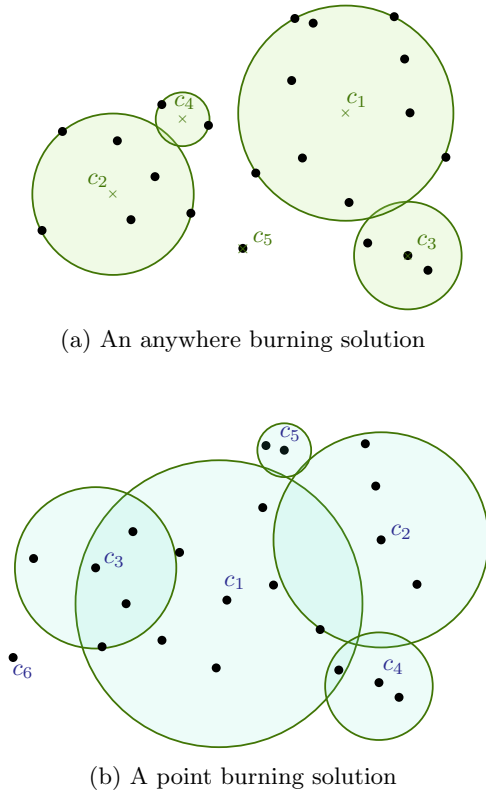 c₄
c₁
c₂
c₅
c₃
(a) An anywhere burning solution
c₅
c₂
c₃
c₁
c₄
c₆
(b) A point burning solution